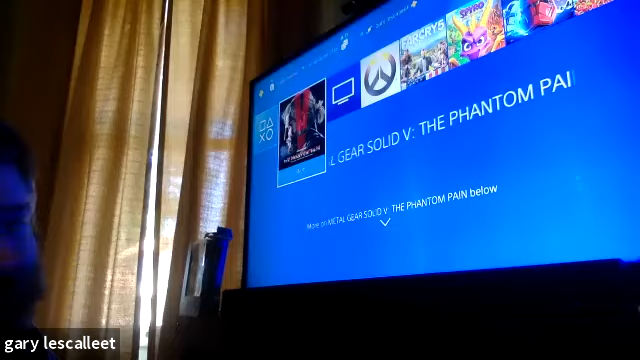 FARCRY5
SPYRO
L GEAR SOLID V: THE PHANTOM PAI
More on METAL GEAR SOLID V: THE PHANTOM PAIN below
gary lescalleet